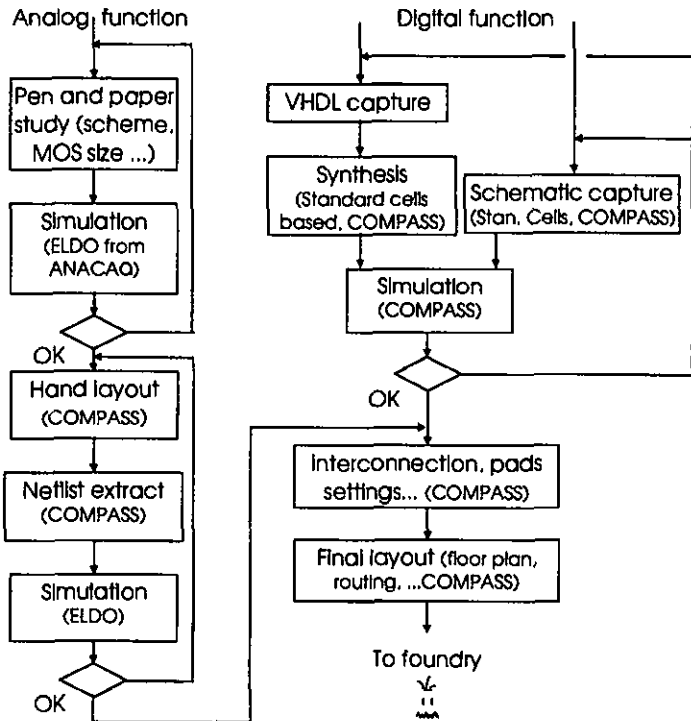 Analog function
Pen and paper
study (scheme,
MOS size ...)
Simulation
(ELDO from
ANACAQ)
OK
Hand layout
(COMPASS)
Netlist extract
(COMPASS)
Simulation
(ELDO)
OK
Digital function
VHDL capture
Synthesis
(Standard cells
based, COMPASS)
Schematic capture
(Stan, Cells, COMPASS)
Simulation
(COMPASS)
OK
Interconnection, pads
settings... (COMPASS)
Final layout (floor plan,
routing, ...COMPASS)
To foundry